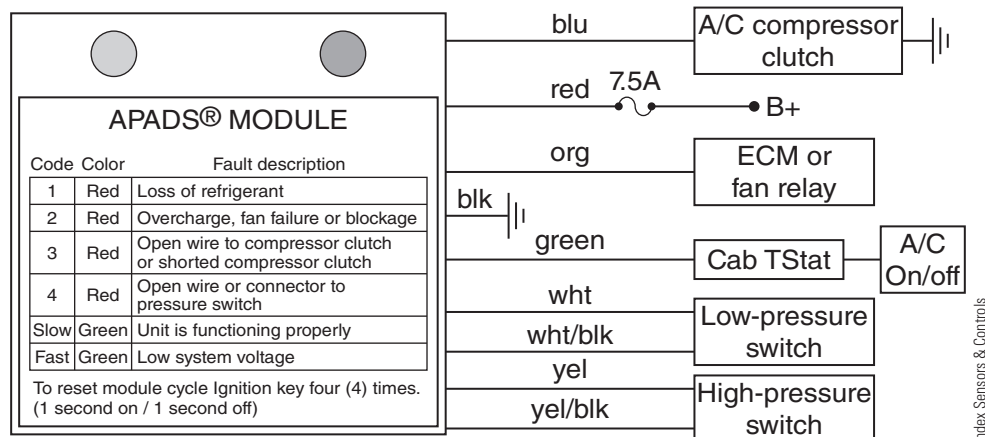 APADS® MODULE
Code Color Fault description
1 Red Loss of refrigerant
2 Red Overcharge, fan failure or blockage
3 Red Open wire to compressor clutch
or shorted compressor clutch
4 Red Open wire or connector to
pressure switch
Slow Green Unit is functioning properly
Fast Green Low system voltage
To reset module cycle Ignition key four (4) times.
(1 second on / 1 second off)
blu
A/C compressor
clutch
red
7.5A
B+
org
ECM or
fan relay
blk
green
Cab TStat
A/C
On/off
wht
wht/blk
Low-pressure
switch
yel
yel/blk
High-pressure
switch
Sensors & Controls